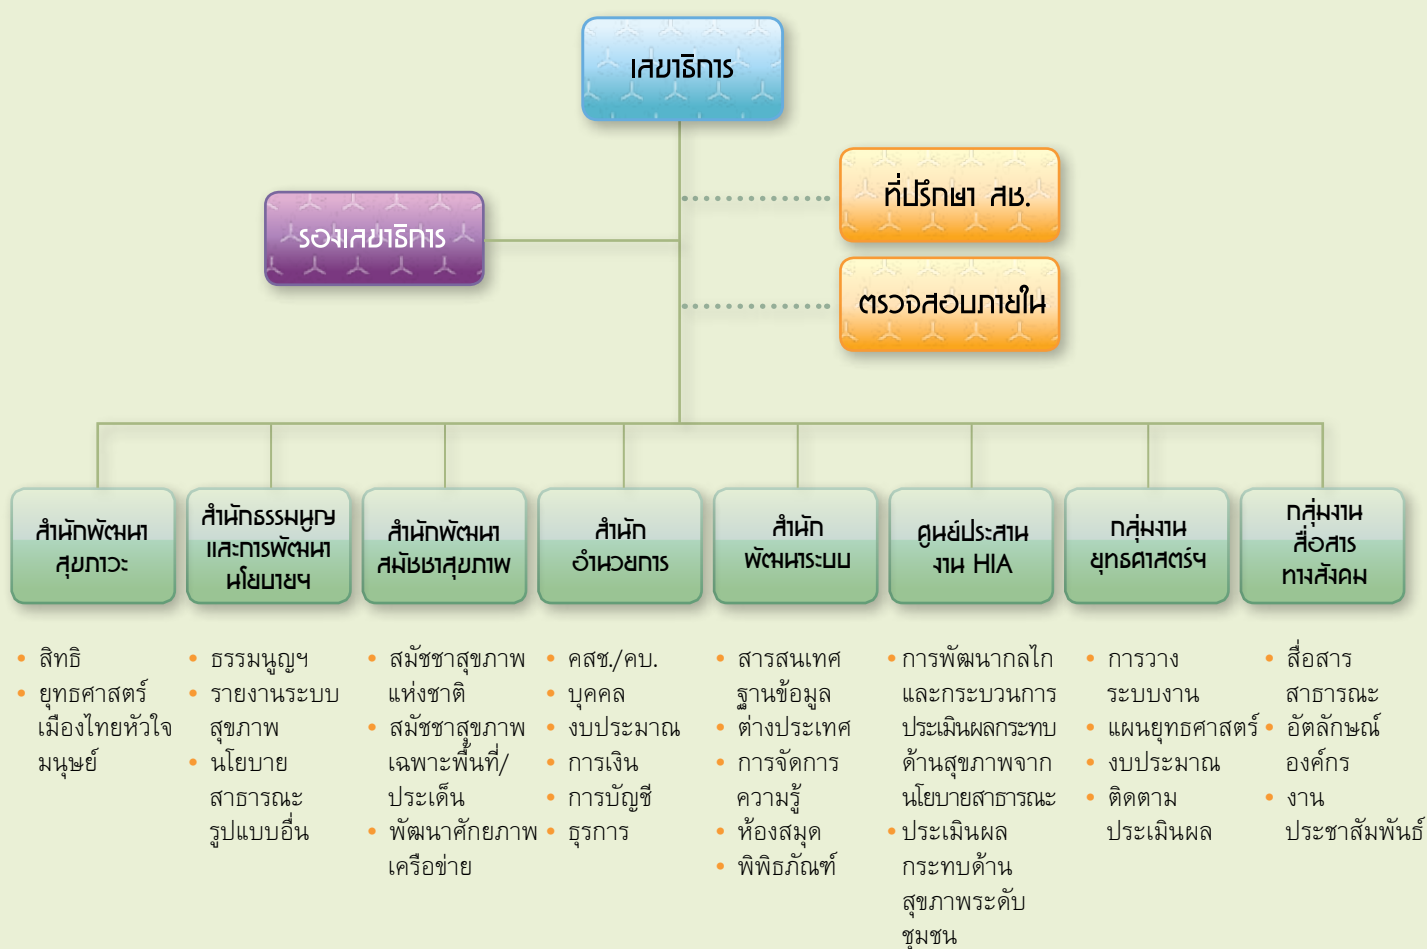 เลขาธิการ
ที่ปรึกษา สช.
รองเลขาธิการ
ตรวจสอบภายใน
สำนักพัฒนา
สุขภาวะ
สำนักธรรมนูญ
และการพัฒนา
นโยบายฯ
สำนักพัฒนา
สมัชชาสุขภาพ
สำนัก
อำนวยการ
สำนัก
พัฒนาระบบ
ศูนย์ประสาน
งาน HIA
กลุ่มงาน
ยุทธศาสตร์ฯ
กลุ่มงาน
สื่อสาร
ทางสังคม
• สิทธิ
• ยุทธศาสตร์
เมืองไทยหัวใจ
มนุษย์
• ธรรมนูญฯ
• รายงานระบบ
สุขภาพ
• นโยบาย
สาธารณะ
รูปแบบอื่น
• สมัชชาสุขภาพ
แห่งชาติ
• สมัชชาสุขภาพ
เฉพาะพื้นที่/
ประเด็น
• พัฒนาศักยภาพ
เครือข่าย
• คสช./คบ.
• บุคคล
• งบประมาณ
• การเงิน
• การบัญชี
• ธุรการ
• สารสนเทศ
ฐานข้อมูล
• ต่างประเทศ
• การจัดการ
ความรู้
• ห้องสมุด
• พิพิธภัณฑ์
• การพัฒนากลไก
และกระบวนการ
ประเมินผลกระทบ
ด้านสุขภาพจาก
นโยบายสาธารณะ
• ประเมินผล
กระทบด้าน
สุขภาพระดับ
ชุมชน
• การวาง
ระบบงาน
• แผนยุทธศาสตร์
• งบประมาณ
• ติดตาม
ประเมินผล
• สื่อสาร
สาธารณะ
• อัตลักษณ์
องค์กร
• งาน
ประชาสัมพันธ์